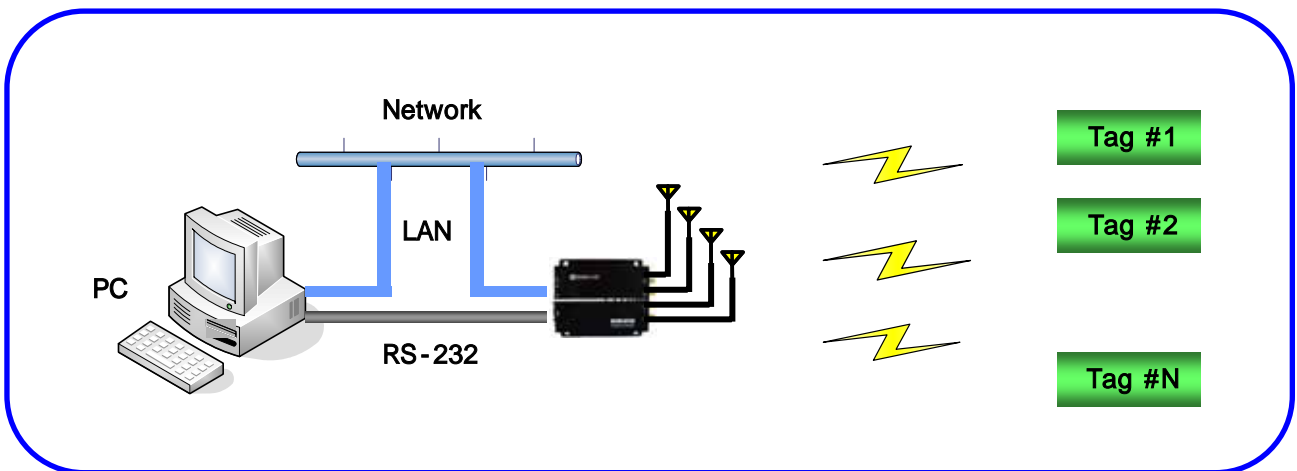 Network
Tag #1
Tag #2
LAN
PC
RS-232
Tag #N